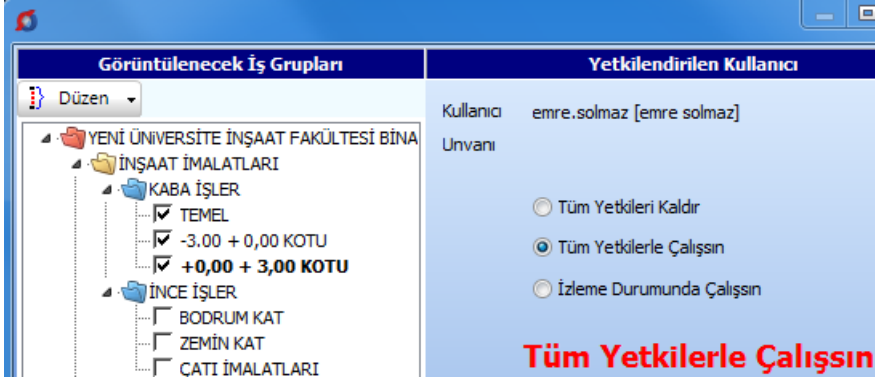 Görüntülenecek İş Grupları
Düzen
YENİ ÜNİVERSİTE İNŞAAT FAKÜLTESİ BİNA
İNŞAAT İMALATLARI
KABA İŞLER
TEMEL
-3.00 + 0,00 KOTU
+0,00 + 3,00 KOTU
İNCE İŞLER
BODRUM KAT
ZEMİN KAT
ÇATI İMALATLARI
Yetkilendirilen Kullanıcı
Kullanıcı emre.solmaz [emre solmaz]
Unvanı
Tüm Yetkileri Kaldır
Tüm Yetkilerle Çalışsın
İzleme Durumunda Çalışsın
Tüm Yetkilerle Çalışsın